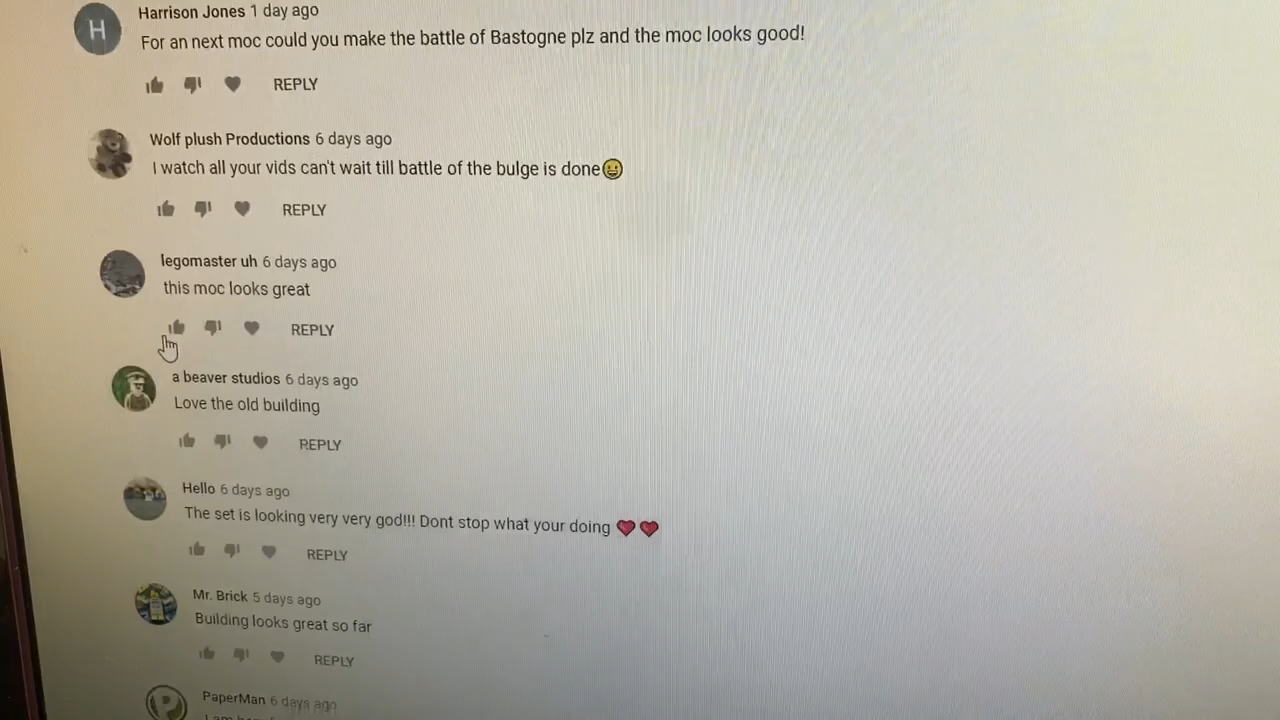 H
Harrison Jones 1 day ago
For an next moc could you make the battle of Bastogne plz and the moc looks good!
REPLY
Wolf plush Productions 6 days ago
I watch all your vids can't wait till battle of the bulge is done😀
REPLY
legomaster uh 6 days ago
this moc looks great
REPLY
a beaver studios 6 days ago
Love the old building
REPLY
Hello 6 days ago
The set is looking very very god!!! Dont stop what your doing ❤️❤️
REPLY
Mr. Brick 5 days ago
Building looks great so far
REPLY
PaperMan 6 days ago
I am